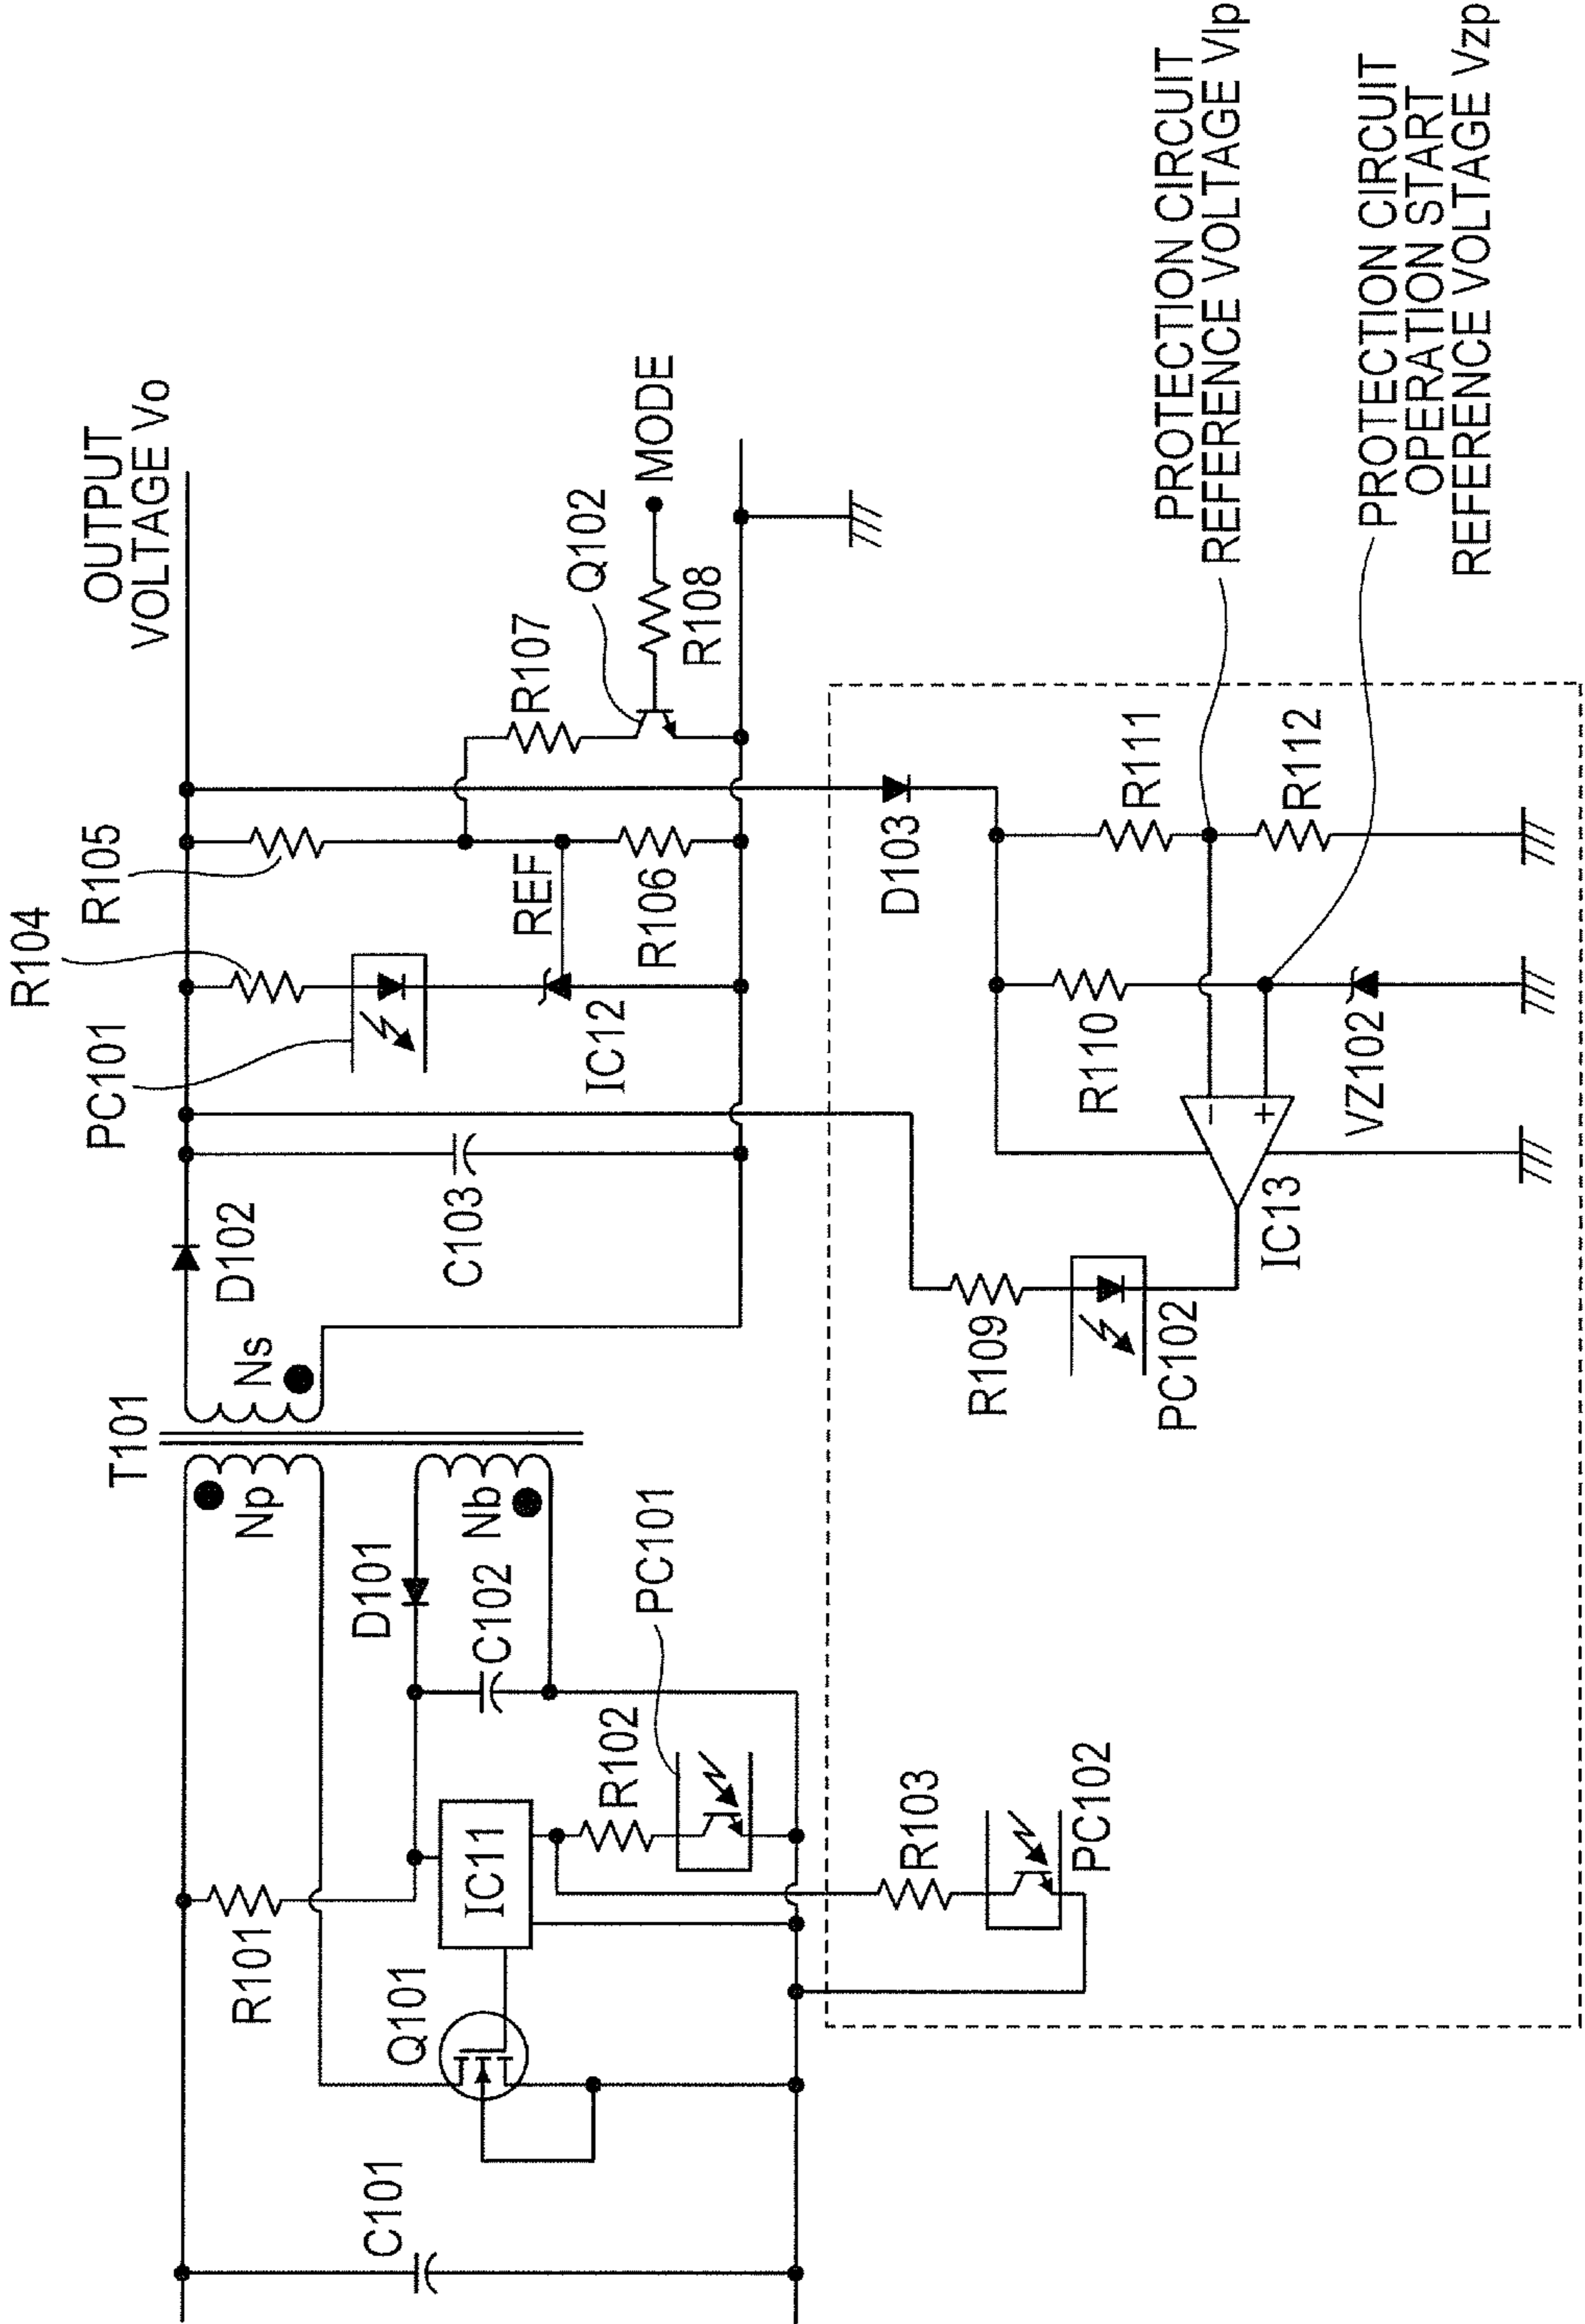 OUTPUT
VOLTAGE Vo
R104
R105
PC101
T101
D102
Ns
Np
R107
Q102
MODE
REF
R108
R106
IC12
C103
D101
Nb
C102
PC101
R101
IC11
R102
Q101
C101
R103
PC102
D103
R109
PC102
R110
R111
R112
VZ102
IC13
PROTECTION CIRCUIT
REFERENCE VOLTAGE Vlp
PROTECTION CIRCUIT
OPERATION START
REFERENCE VOLTAGE Vzp